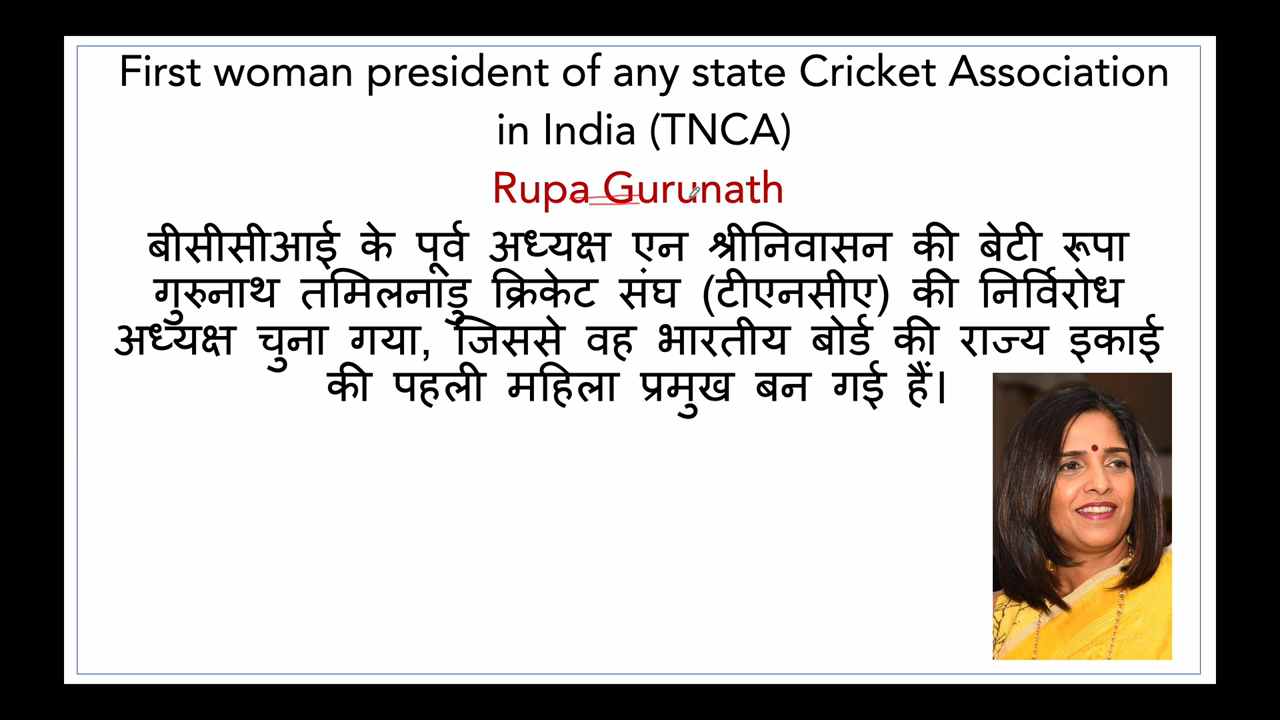 First woman president of any state Cricket Association
in India (TNCA)
Rupa Gurunath
बीसीसीआई के पूर्व अध्यक्ष एन श्रीनिवासन की बेटी रूपा
गुरुनाथ तमिलनाडु क्रिकेट संघ (टीएनसीए) की निर्विरोध
अध्यक्ष चुना गया, जिससे वह भारतीय बोर्ड की राज्य इकाई
की पहली महिला प्रमुख बन गई हैं।